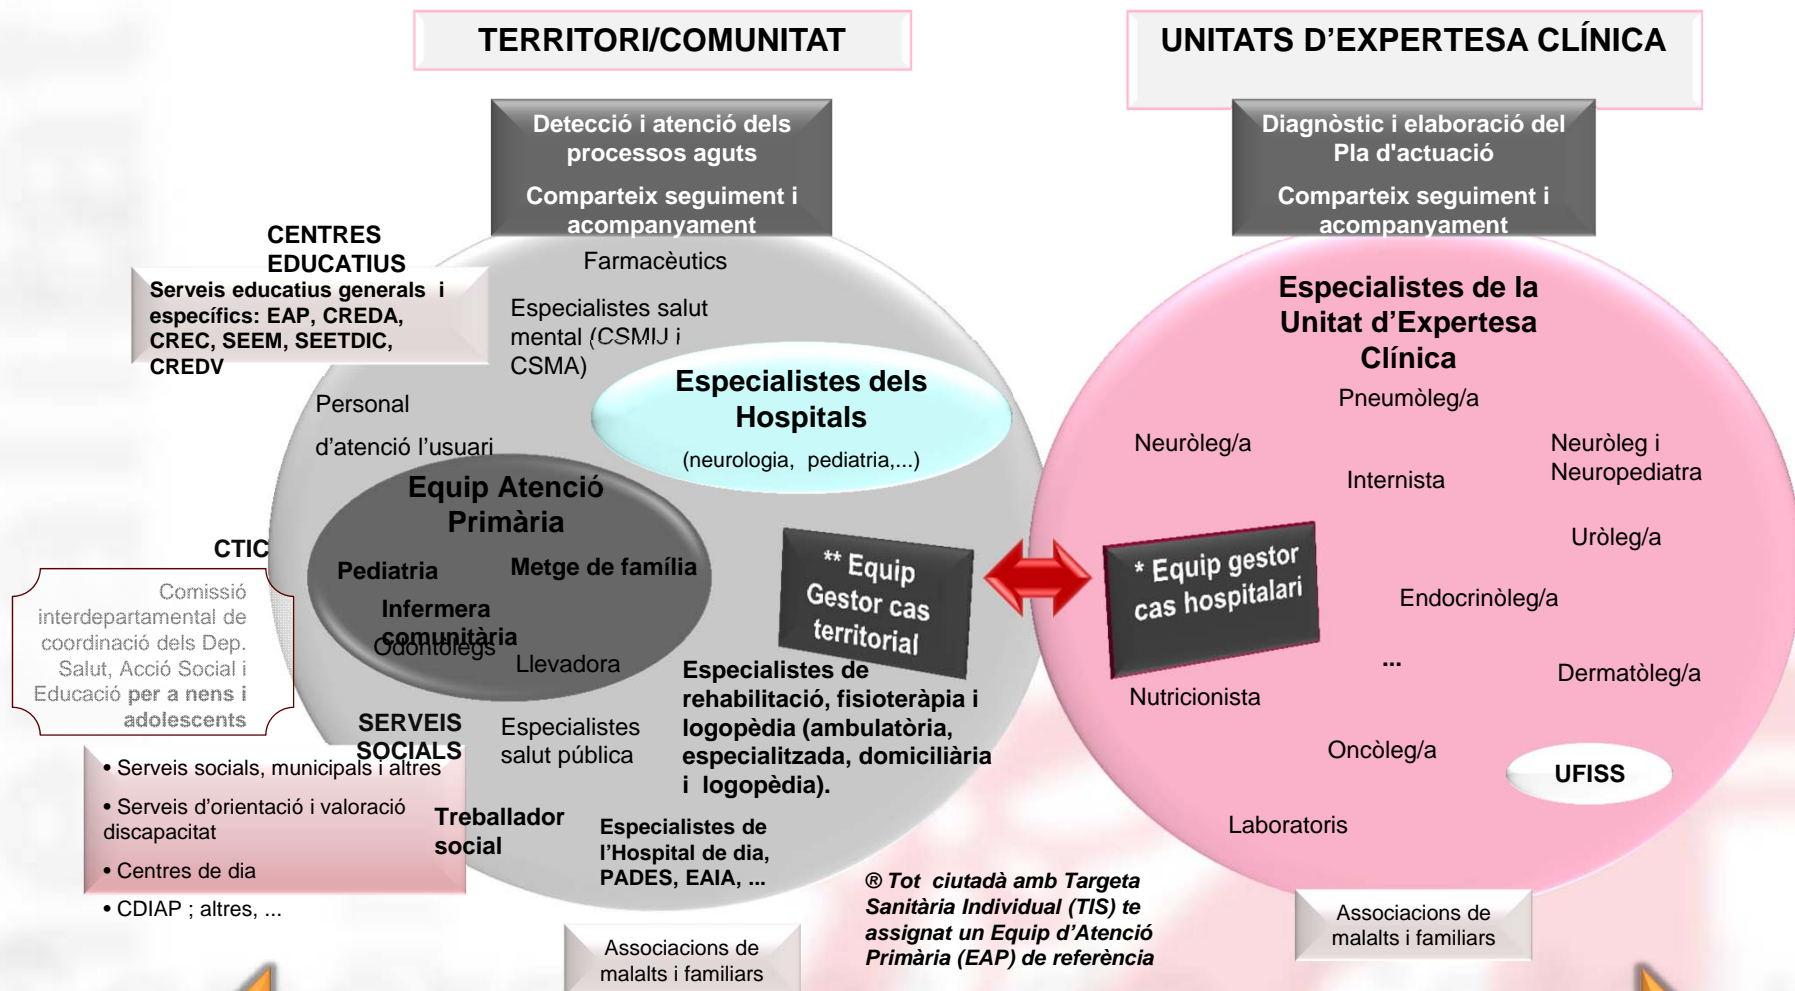 TERRITORI/COMUNITAT
UNITATS D'EXPERTESA CLÍNICA
Detecció i atenció dels
processos aguts
Comparteix seguiment i
acompanyament
Diagnòstic i elaboració del
Pla d'actuació
Comparteix seguiment i
acompanyament
CENTRES
EDUCATIUS
Serveis educatius generals i
específics: EAP, CREDA,
CREC, SEEM, SEETDIC,
CREDV
Farmacèutics
Especialistes salut
mental (CSMIJ i
CSMA)
Personal
d'atenció l'usuari
Especialistes dels
Hospitals
(neurologia, pediatria,...)
Equip Atenció
Primària
Pediatria
Metge de família
Infermera
comunitària
Odontòlegs
Llevadora
CTIC
Comissió
interdepartamental de
coordinació dels Dep.
Salut, Acció Social i
Educació per a nens i
adolescents
** Equip
Gestor cas
territorial
Especialistes de
rehabilitació, fisioteràpia i
logopèdia (ambulatòria,
especialitzada, domiciliària
i logopèdia).
SERVEIS
SOCIALS
Especialistes
salut pública
• Serveis socials, municipals i altres
• Serveis d'orientació i valoració
discapacitat
• Centres de dia
• CDIAP ; altres, ...
Treballador
social
Especialistes de
l'Hospital de dia,
PADES, EAIA, ...
Associacions de
malalts i familiars
® Tot ciutadà amb Targeta
Sanitària Individual (TIS) te
assignat un Equip d'Atenció
Primària (EAP) de referència
Especialistes de la
Unitat d'Expertesa
Clínica
Pneumòleg/a
Neuròleg/a
Neuròleg i
Neuropediatra
Internista
Uròleg/a
* Equip gestor
cas hospitalari
Endocrinòleg/a
...
Dermatòleg/a
Nutricionista
Oncòleg/a
UFISS
Laboratoris
Associacions de
malalts i familiars